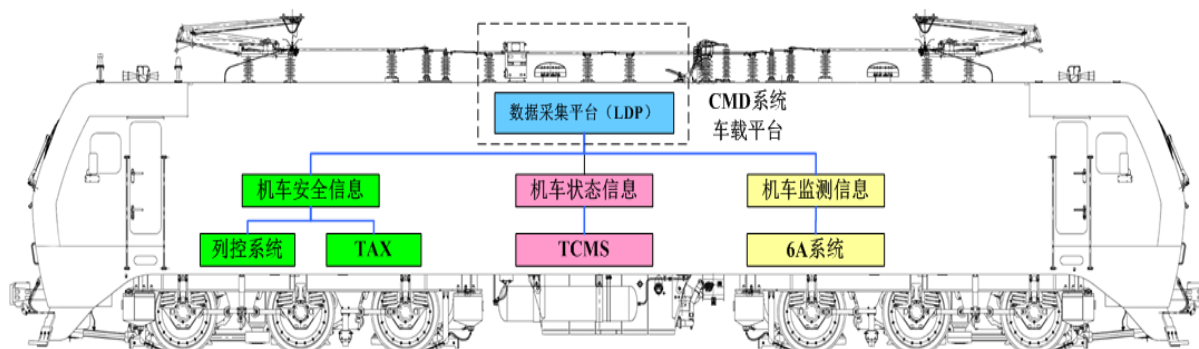 数据采集平台（LDP）
CMD系统
车载平台
机车安全信息
机车状态信息
机车监测信息
列控系统
TAX
TCMS
6A系统